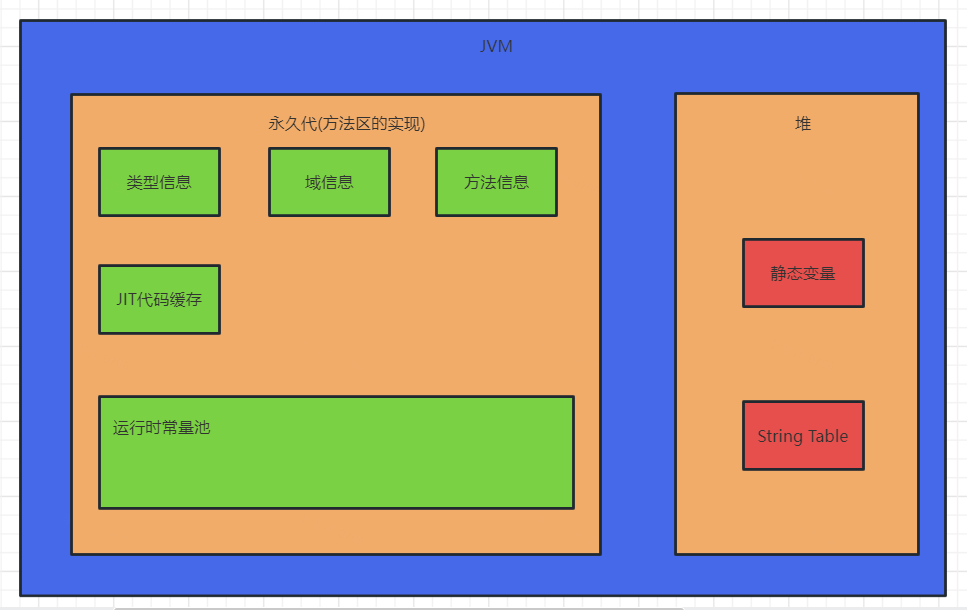 JVM
永久代(方法区的实现)
堆
类型信息
域信息
方法信息
静态变量
JIT代码缓存
运行时常量池
String Table